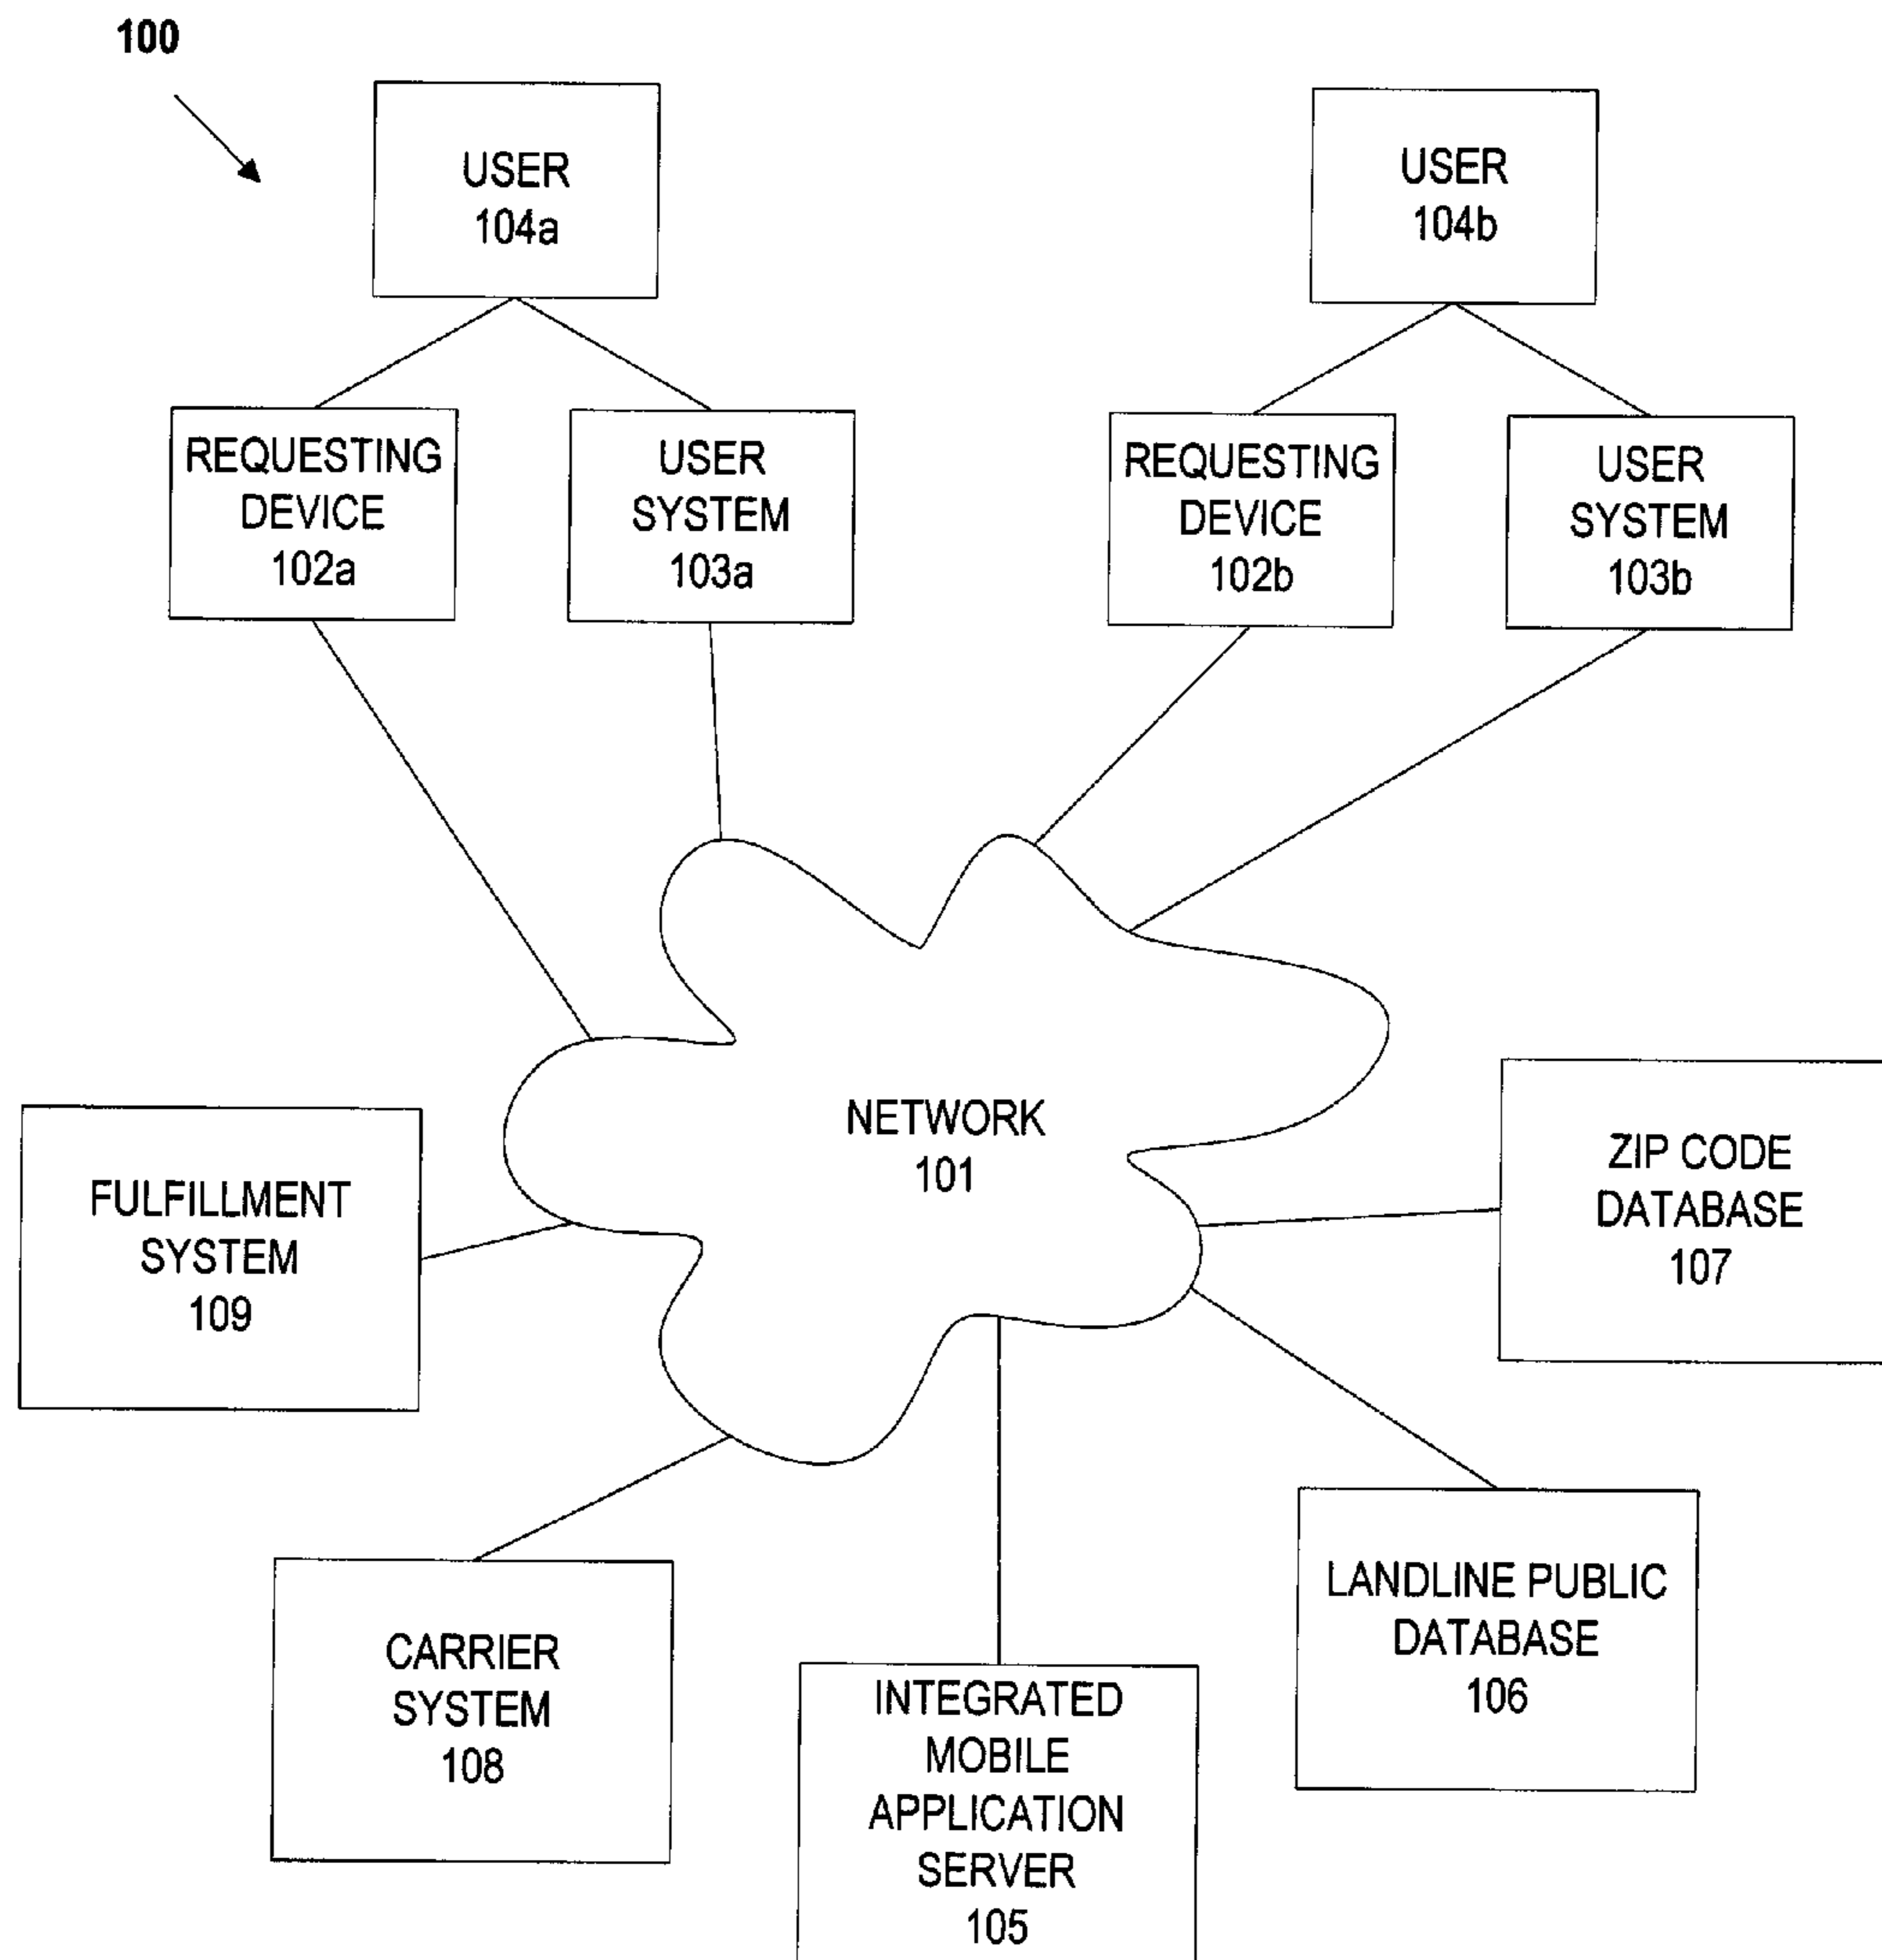 100
USER
104a
USER
104b
REQUESTING
DEVICE
102a
USER
SYSTEM
103a
REQUESTING
DEVICE
102b
USER
SYSTEM
103b
NETWORK
101
FULFILLMENT
SYSTEM
109
ZIP CODE
DATABASE
107
CARRIER
SYSTEM
108
INTEGRATED
MOBILE
APPLICATION
SERVER
105
LANDLINE PUBLIC
DATABASE
106